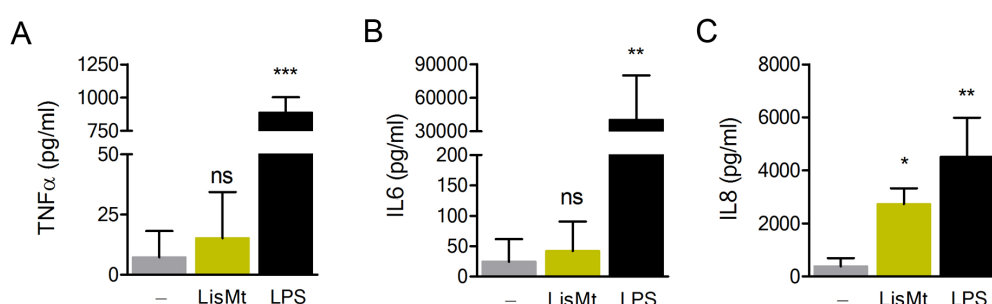 A
TNFα (pg/ml)
1250
1000
750
50
25
0
ns
***
– LisMt LPS
B
IL6 (pg/ml)
90000
60000
30000
200
150
100
50
0
ns
**
– LisMt LPS
C
IL8 (pg/ml)
8000
6000
4000
2000
0
*
**
– LisMt LPS